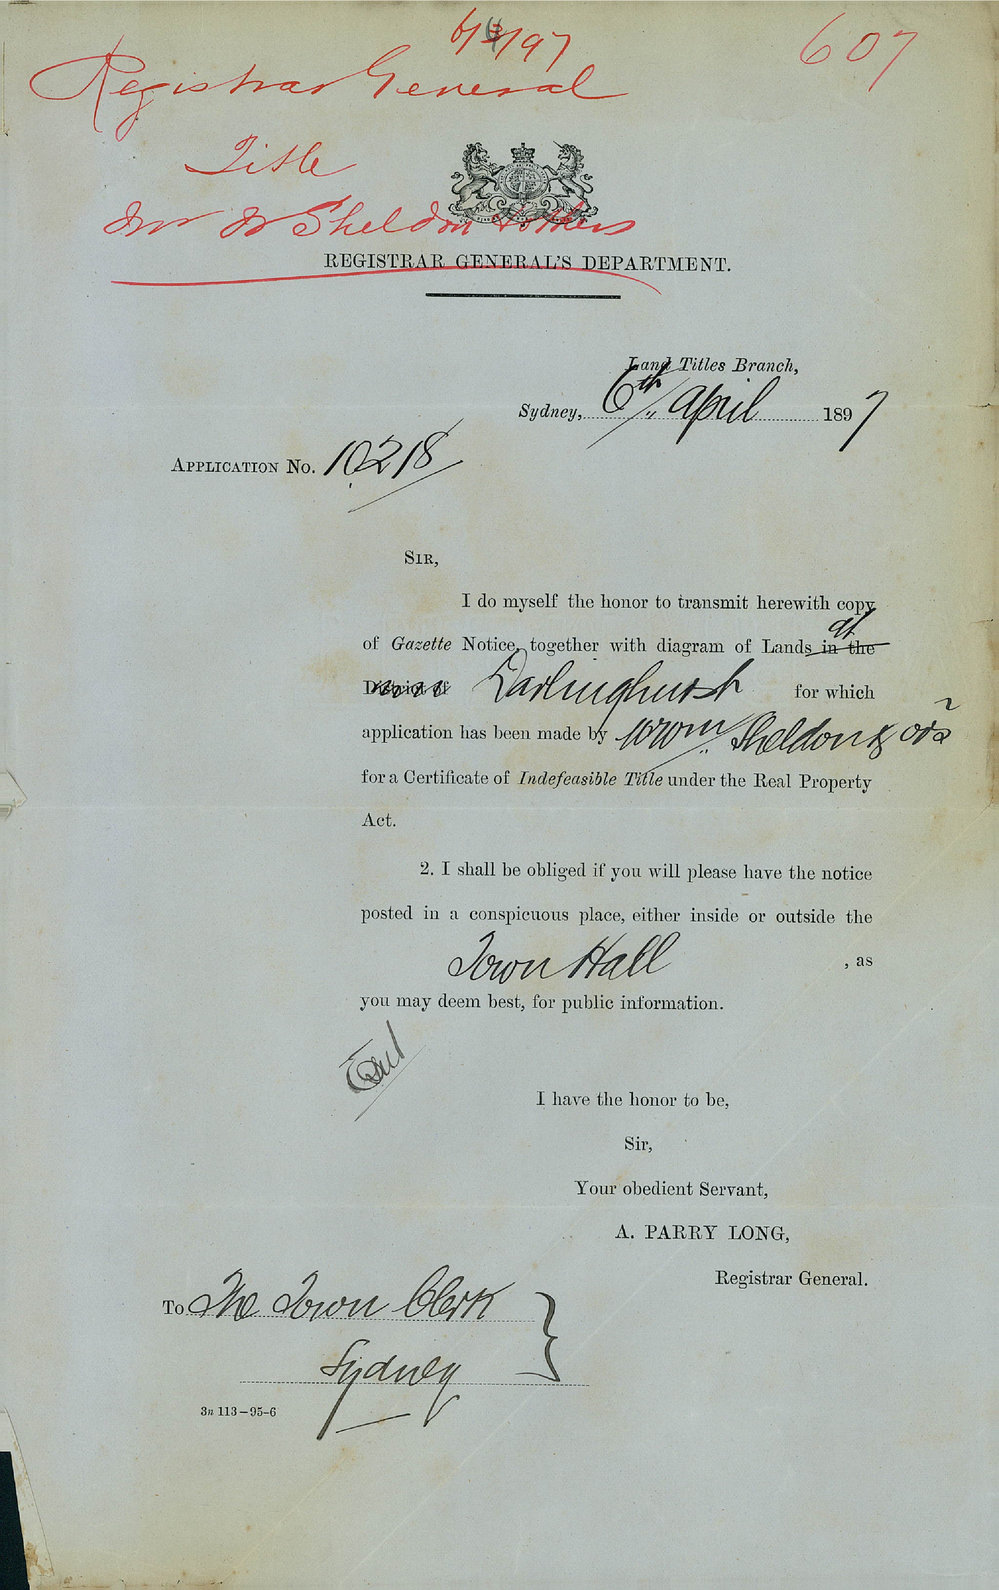 6/4/97
607
Registrar General
Title
Wm W Sheldon & others
REGISTRAR GENERAL'S DEPARTMENT.
Land Titles Branch,
Sydney, 6th April 1897
APPLICATION No. 10218
SIR,
I do myself the honor to transmit herewith copy
of Gazette Notice, together with diagram of Lands in the at
District of Darlinghurst for which
application has been made by Wm Sheldon & ors
for a Certificate of Indefeasible Title under the Real Property
Act.
2. I shall be obliged if you will please have the notice
posted in a conspicuous place, either inside or outside the
Town Hall , as
you may deem best, for public information.
I have the honor to be,
Sir,
Your obedient Servant,
A. PARRY LONG,
Registrar General.
To The Town Clerk
Sydney
3n 113—95-6